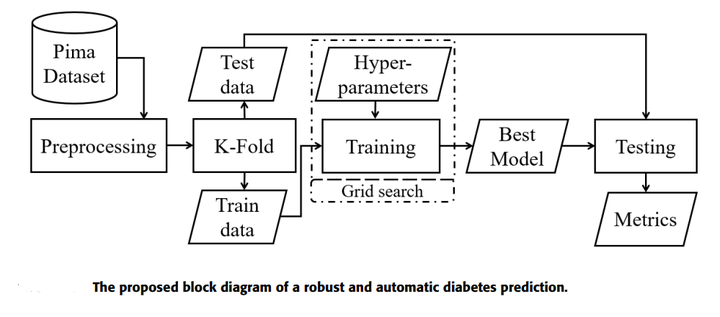 Pima
Dataset
Test
data
Hyper-
parameters
Preprocessing
K-Fold
Training
Best
Model
Testing
Grid search
Train
data
Metrics
The proposed block diagram of a robust and automatic diabetes prediction.